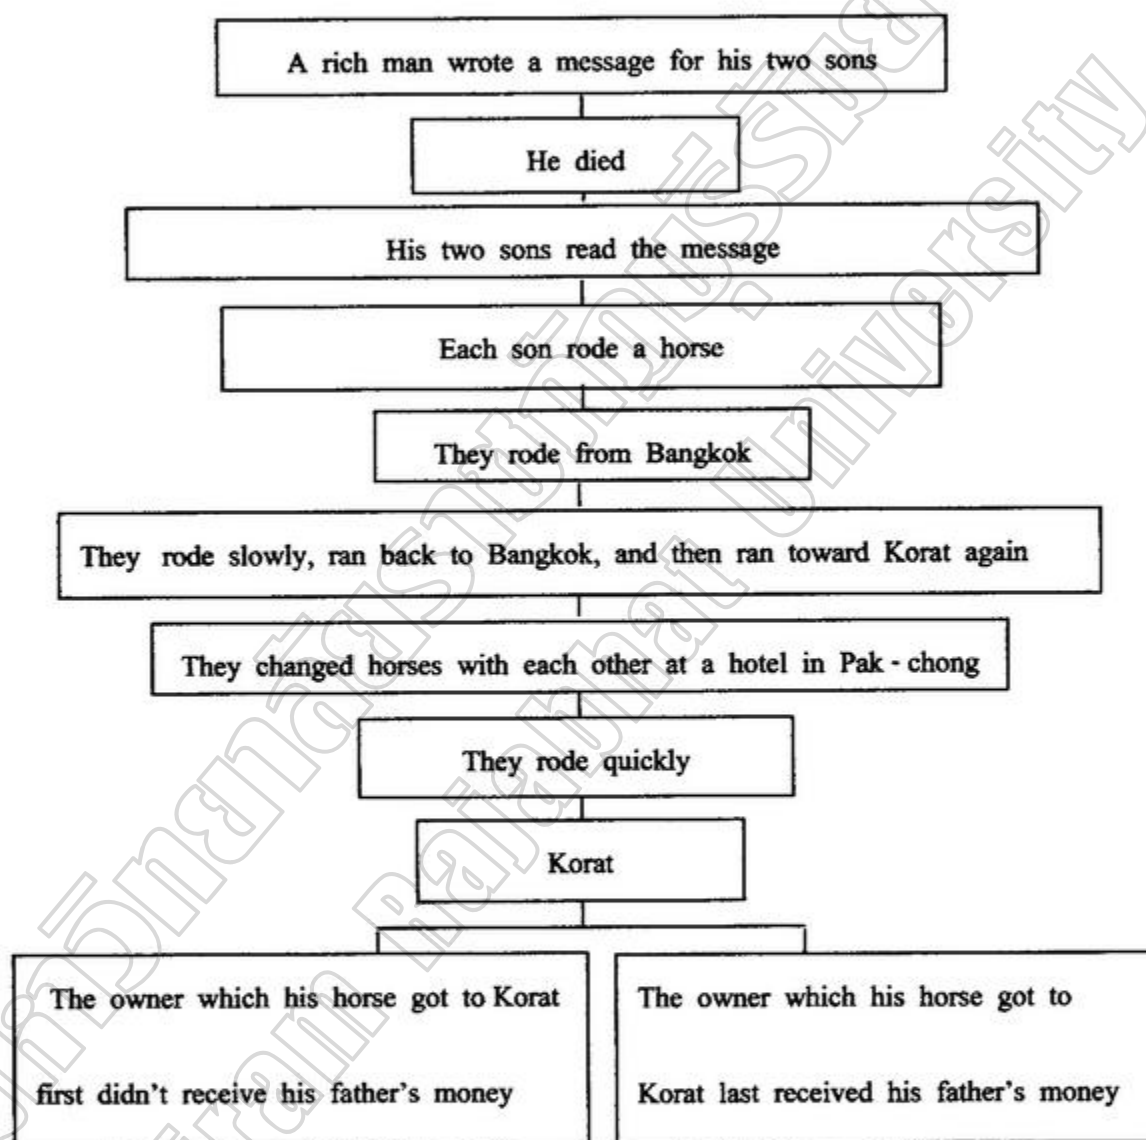 A rich man wrote a message for his two sons
He died
His two sons read the message
Each son rode a horse
They rode from Bangkok
They rode slowly, ran back to Bangkok, and then ran toward Korat again
They changed horses with each other at a hotel in Pak - chong
They rode quickly
Korat
The owner which his horse got to Korat
first didn't receive his father's money
The owner which his horse got to
Korat last received his father's money
Rajabhat University